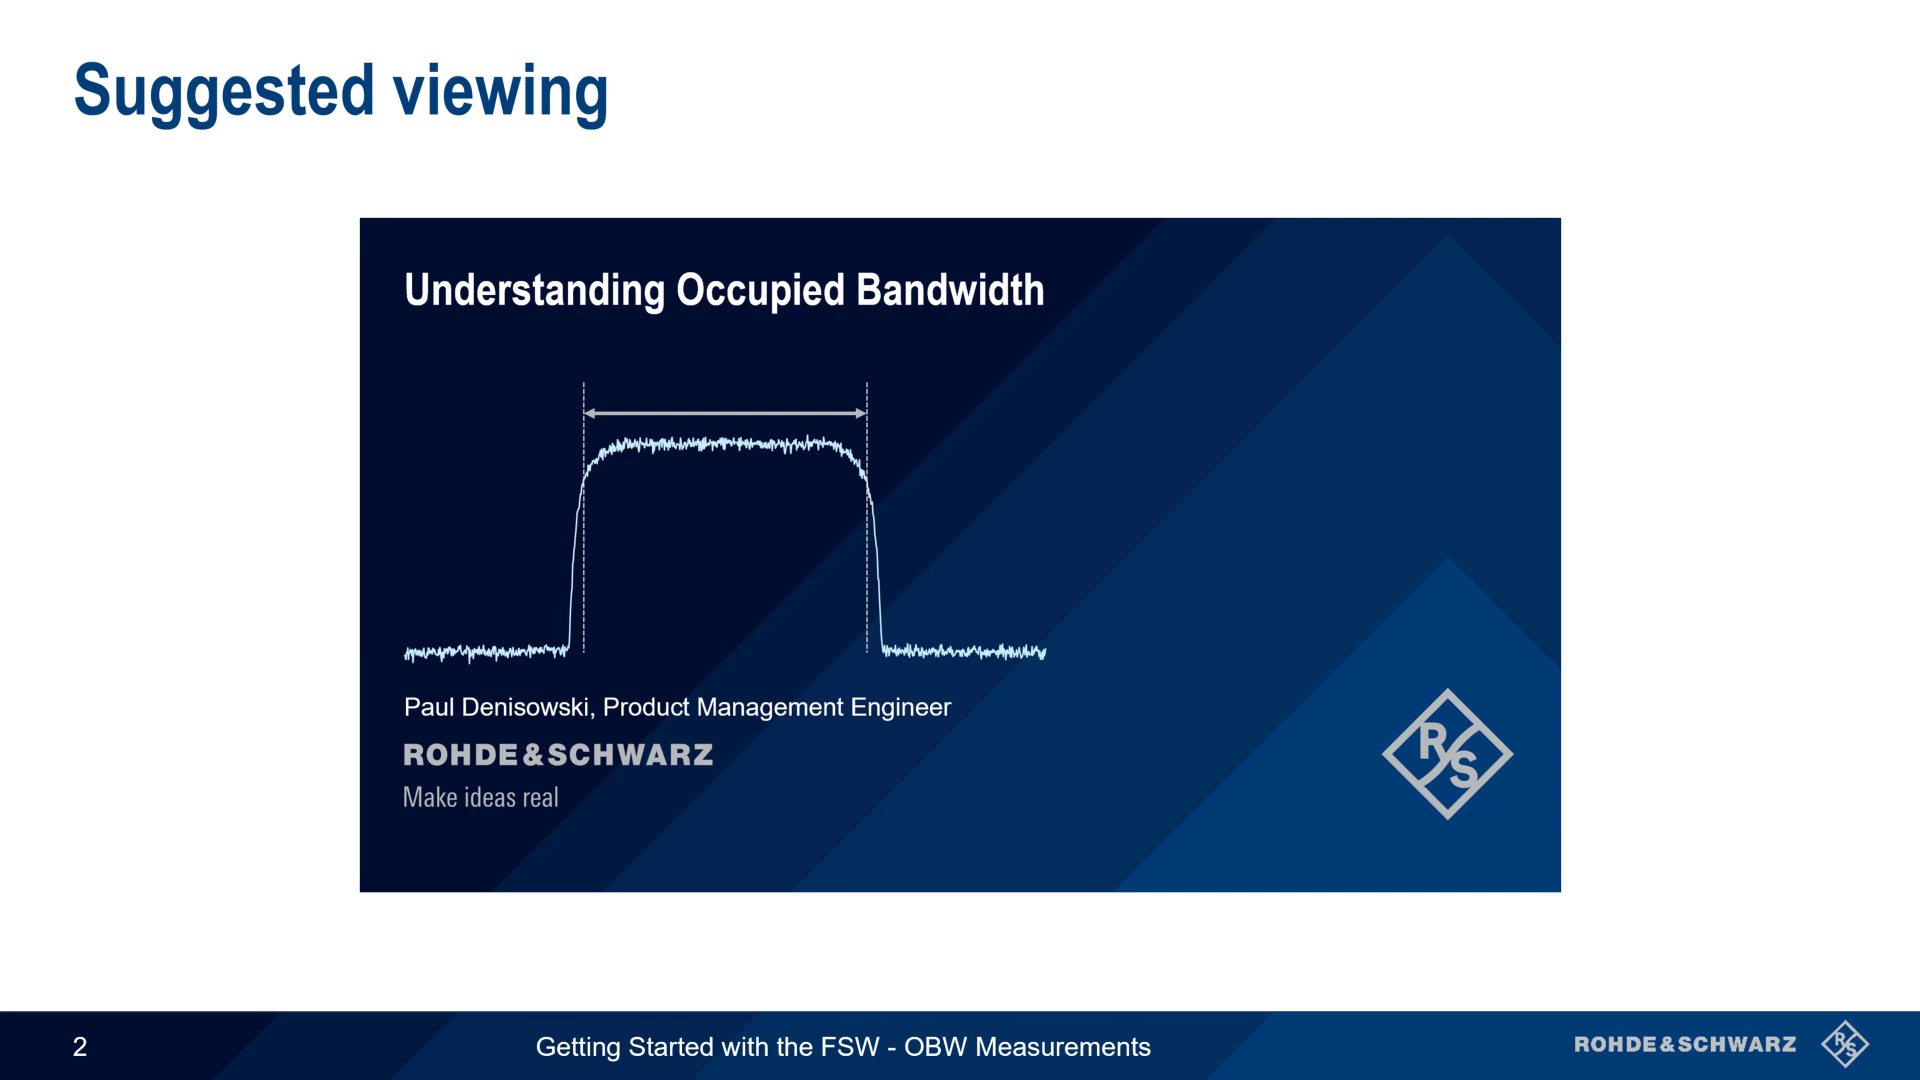 Suggested viewing
Understanding Occupied Bandwidth
Paul Denisowski, Product Management Engineer
ROHDE&SCHWARZ
Make ideas real
R
S
2
Getting Started with the FSW - OBW Measurements
ROHDE&SCHWARZ
R
S